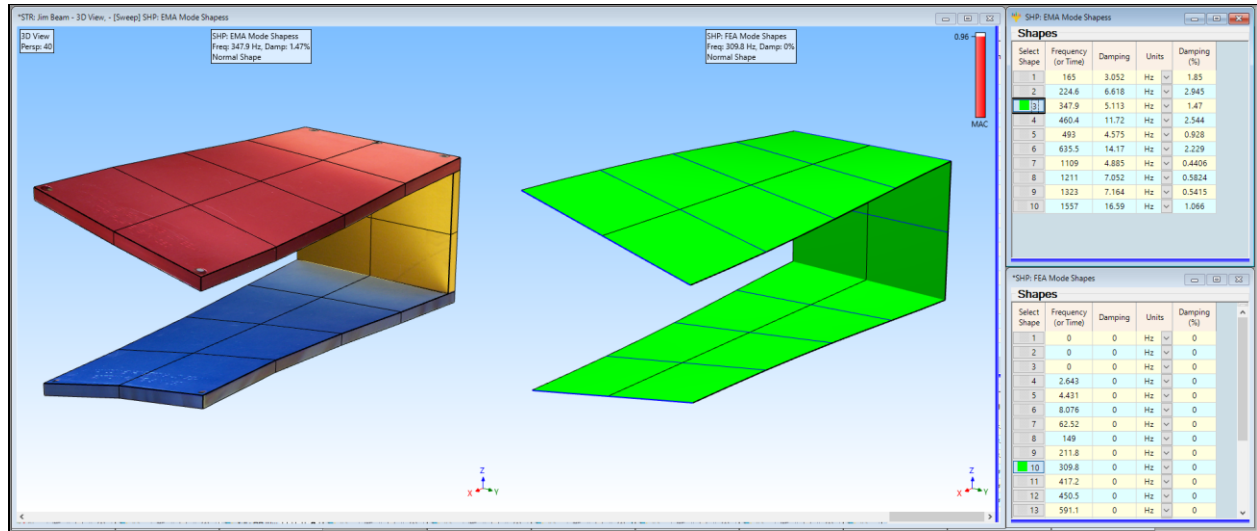 *STR: Jim Beam - 3D View, - [Sweep] SHP: EMA Mode Shapess
3D View
Persp: 40
SHP: EMA Mode Shapess
Freq: 347.9 Hz, Damp: 1.47%
Normal Shape
SHP: FEA Mode Shapes
Freq: 309.8 Hz, Damp: 0%
Normal Shape
0.96
MAC
Z
X Y
Z
X Y
SHP: EMA Mode Shapess
Shapes
Select Shape Frequency (or Time) Damping Units Damping (%)
1 165 3.052 Hz 1.85
2 224.6 6.618 Hz 2.945
3 347.9 5.113 Hz 1.47
4 460.4 11.72 Hz 2.544
5 493 4.575 Hz 0.928
6 635.5 14.17 Hz 2.229
7 1109 4.885 Hz 0.4406
8 1211 7.052 Hz 0.5824
9 1323 7.164 Hz 0.5415
10 1557 16.59 Hz 1.066
*SHP: FEA Mode Shapes
Shapes
Select Shape Frequency (or Time) Damping Units Damping (%)
1 0 0 Hz 0
2 0 0 Hz 0
3 0 0 Hz 0
4 2.643 0 Hz 0
5 4.431 0 Hz 0
6 8.076 0 Hz 0
7 62.52 0 Hz 0
8 149 0 Hz 0
9 211.8 0 Hz 0
10 309.8 0 Hz 0
11 417.2 0 Hz 0
12 450.5 0 Hz 0
13 591.1 0 Hz 0